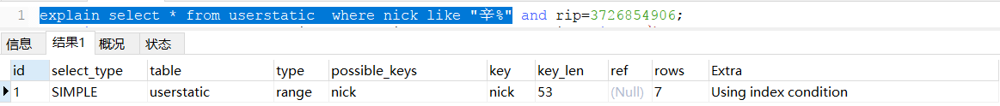 1 explain select * from userstatic where nick like "辛%" and rip=3726854906;
信息 结果1 概况 状态
id select_type table type possible_keys key key_len ref rows Extra
1 SIMPLE userstatic range nick nick 53 (Null) 7 Using index condition